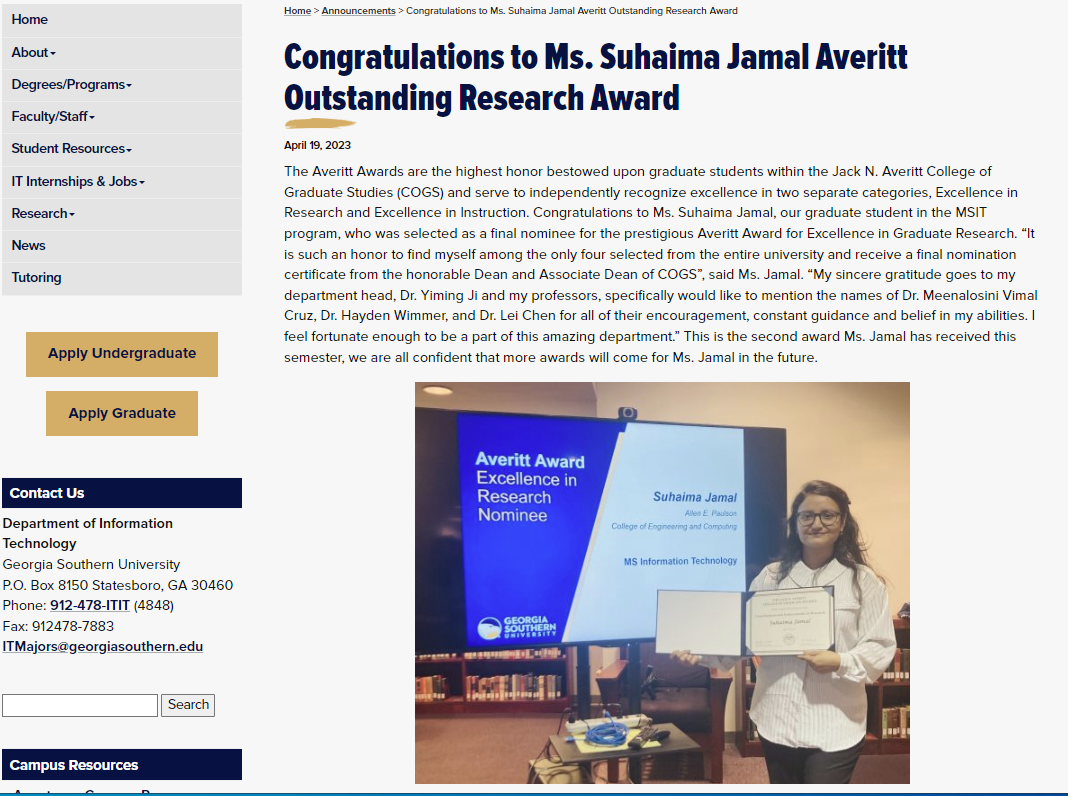 Home
About
Degrees/Programs
Faculty/Staff
Student Resources
IT Internships & Jobs
Research
News
Tutoring
Apply Undergraduate
Apply Graduate
Contact Us
Department of Information
Technology
Georgia Southern University
P.O. Box 8150 Statesboro, GA 30460
Phone: 912-478-ITIT (4848)
Fax: 912478-7883
ITMajors@georgiasouthern.edu
Search
Campus Resources
Home > Announcements > Congratulations to Ms. Suhaima Jamal Averitt Outstanding Research Award
Congratulations to Ms. Suhaima Jamal Averitt
Outstanding Research Award
April 19, 2023
The Averitt Awards are the highest honor bestowed upon graduate students within the Jack N. Averitt College of
Graduate Studies (COGS) and serve to independently recognize excellence in two separate categories, Excellence in
Research and Excellence in Instruction. Congratulations to Ms. Suhaima Jamal, our graduate student in the MSIT
program, who was selected as a final nominee for the prestigious Averitt Award for Excellence in Graduate Research. “It
is such an honor to find myself among the only four selected from the entire university and receive a final nomination
certificate from the honorable Dean and Associate Dean of COGS”, said Ms. Jamal. “My sincere gratitude goes to my
department head, Dr. Yiming Ji and my professors, specifically would like to mention the names of Dr. Meenalosini Vimal
Cruz, Dr. Hayden Wimmer, and Dr. Lei Chen for all of their encouragement, constant guidance and belief in my abilities. I
feel fortunate enough to be a part of this amazing department.” This is the second award Ms. Jamal has received this
semester, we are all confident that more awards will come for Ms. Jamal in the future.
Averitt Award
Excellence in
Research
Nominee
Suhaima Jamal
Allen E. Paulson
College of Engineering and Computing
MS Information Technology
GEORGIA
SOUTHERN
UNIVERSITY
Suhaima Jamal